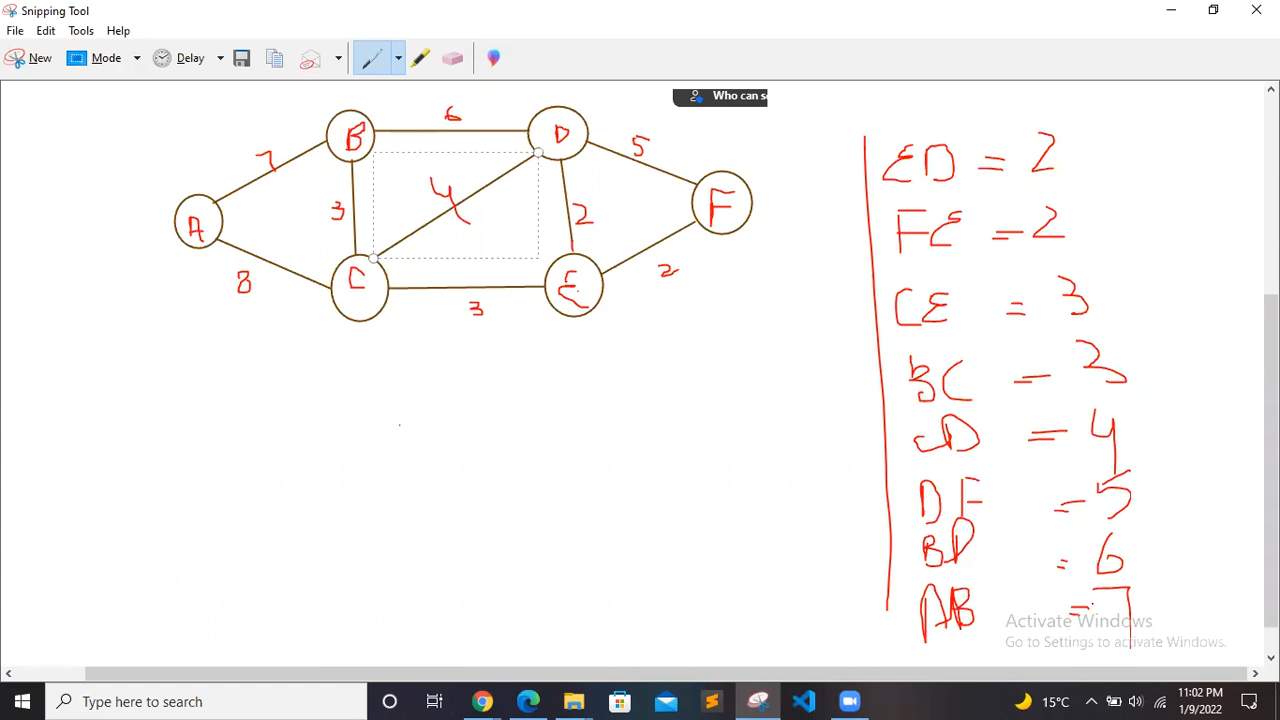 Snipping Tool
File Edit Tools Help
New Mode Delay
Who can s
6
B D
7 5
4
3 2 F
A
C E
8 2
3
ED = 2
FE = 2
CE = 3
BC = 3
CD = 4
DF = 5
BD = 6
AB = 7
Activate Windows
Go to Settings to activate Windows.
Type here to search
15°C
11:02 PM
1/9/2022